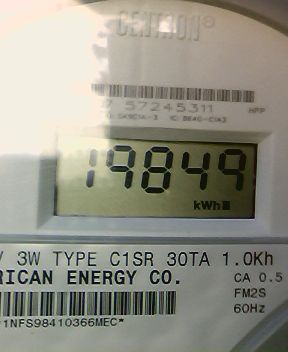 CENTRON®
57245311
19849
kWh
3W TYPE C1SR 30TA 1.0Kh
RICAN ENERGY CO.
CA 0.5
FM2S
60Hz
*1NFS98410366MEC*